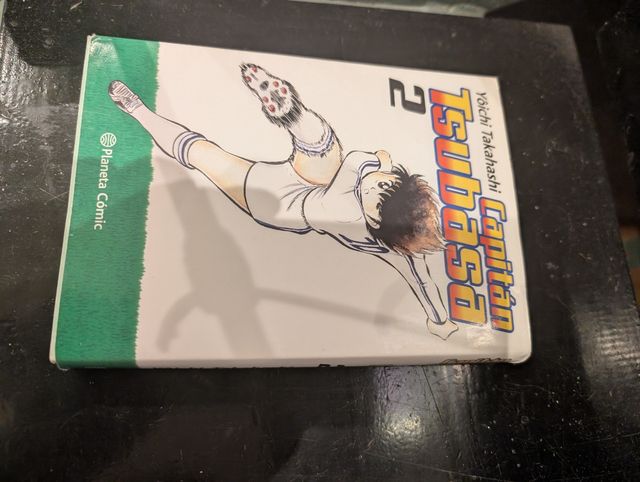 Yōichi Takahashi
Capitán
Tsubasa
2
Planeta Cómic